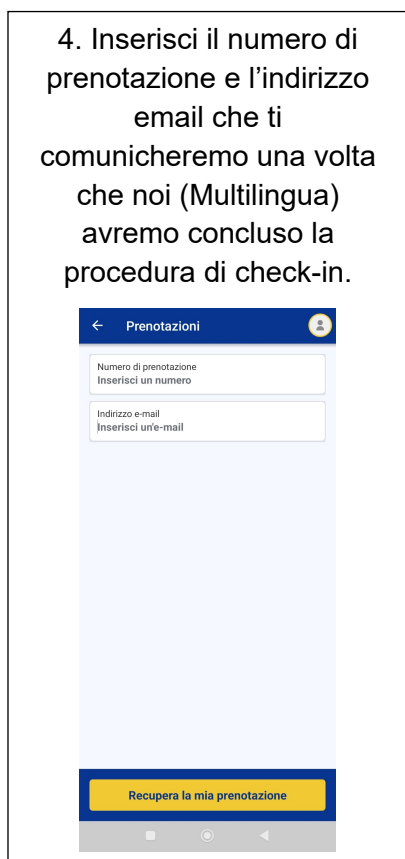 4. Inserisci il numero di
prenotazione e l’indirizzo
email che ti
comunicheremo una volta
che noi (Multilingua)
avremo concluso la
procedura di check-in.
Prenotazioni
Numero di prenotazione
Inserisci un numero
Indirizzo e-mail
Inserisci un'e-mail
Recupera la mia prenotazione